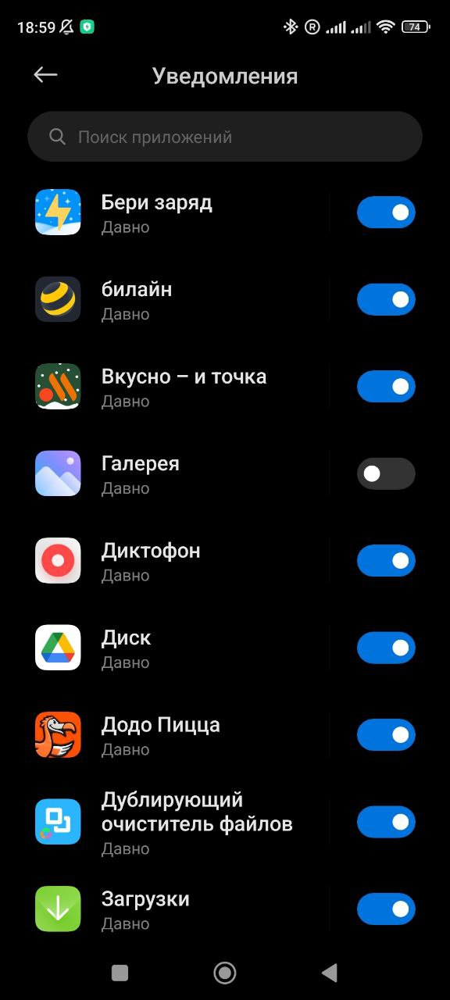 18:59
R
74
Уведомления
Поиск приложений
Бери заряд
Давно
билайн
Давно
Вкусно – и точка
Давно
Галерея
Давно
Диктофон
Давно
Диск
Давно
Додо Пицца
Давно
Дублирующий
очиститель файлов
Давно
Загрузки
Давно